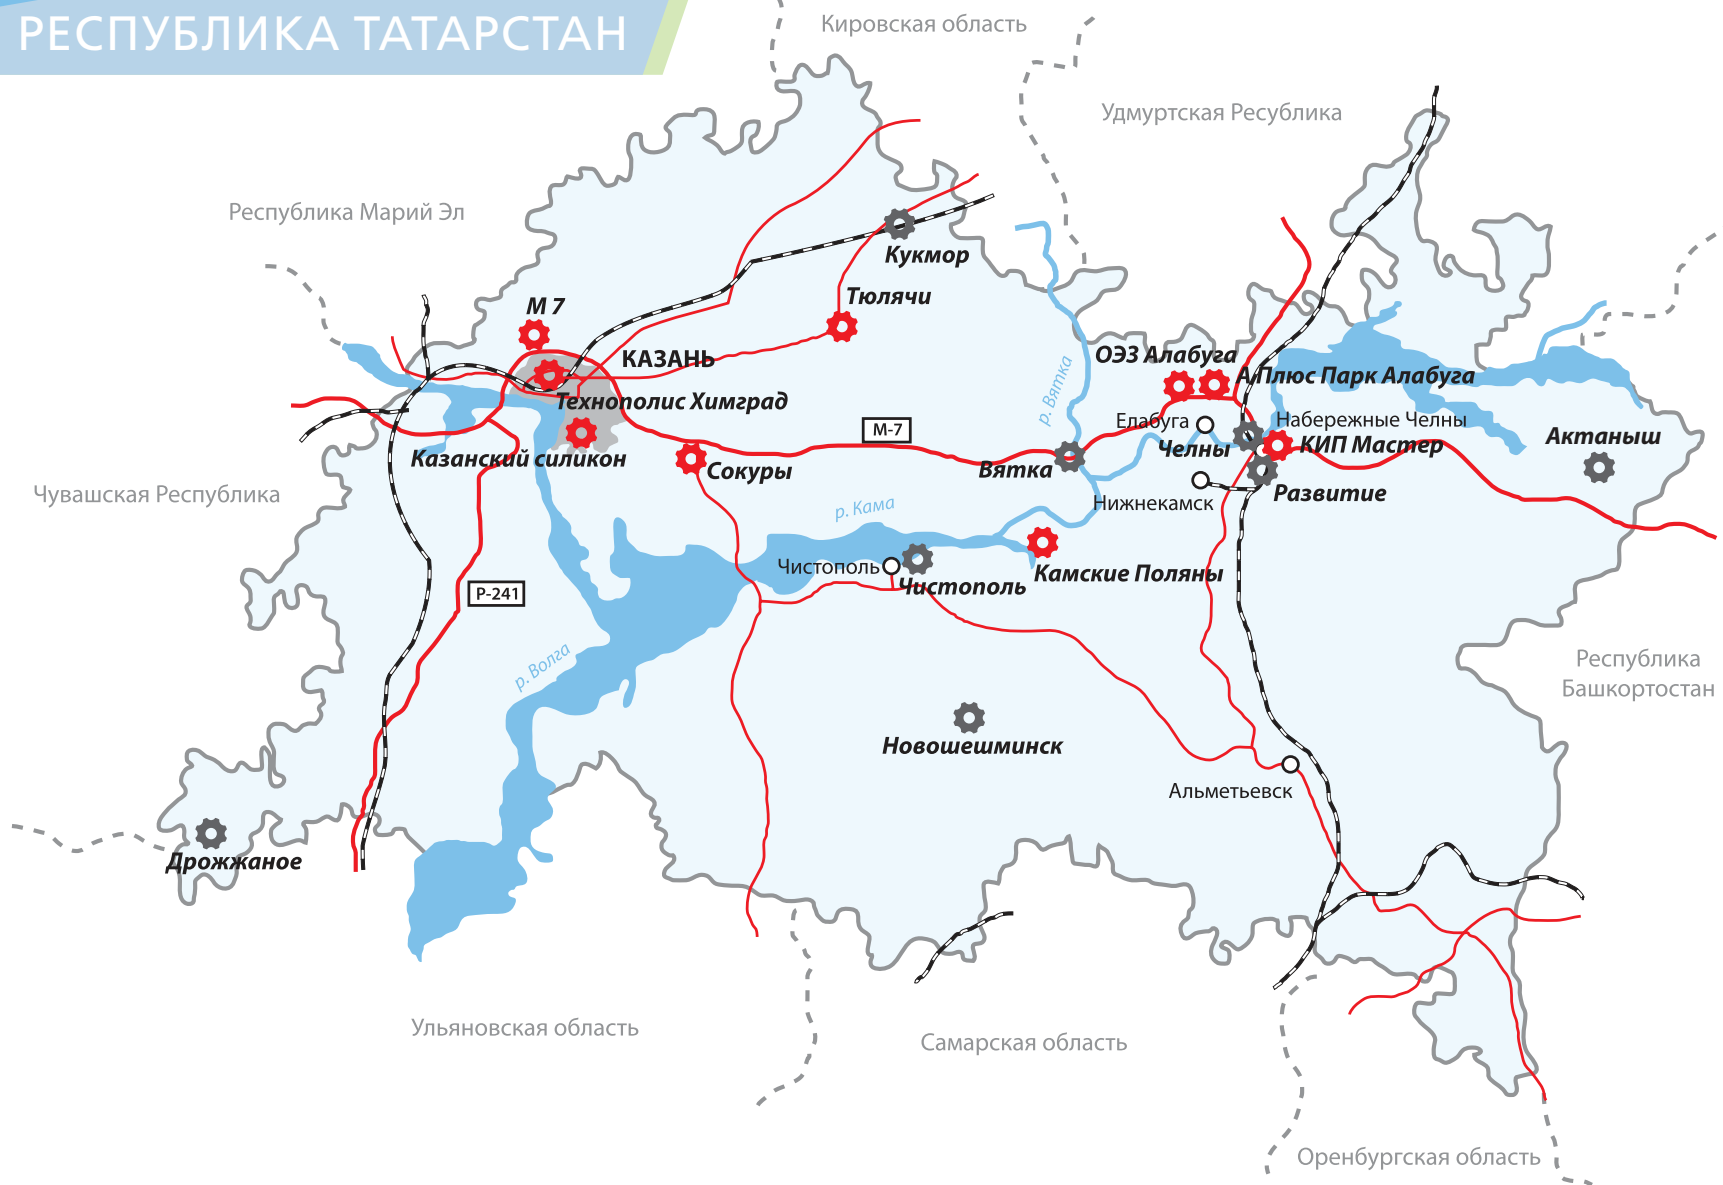 РЕСПУБЛИКА ТАТАРСТАН
Кировская область
Удмуртская Ресублика
Республика Марий Эл
Кукмор
Тюлячи
М 7
КАЗАНЬ
ОЭЗ Алабуга
А Плюс Парк Алабуга
р. Вятка
Технополис Химград
Елабуга
Набережные Челны
М-7
Актаныш
КИП Мастер
Челны
Казанский силикон
Сокуры
Вятка
Чувашская Республика
Развитие
Нижнекамск
р. Кама
Чистополь
Камские Поляны
Чистополь
Р-241
р. Волга
Республика
Башкортостан
Новошешминск
Альметьевск
Дрожжаное
Ульяновская область
Самарская область
Оренбургская область